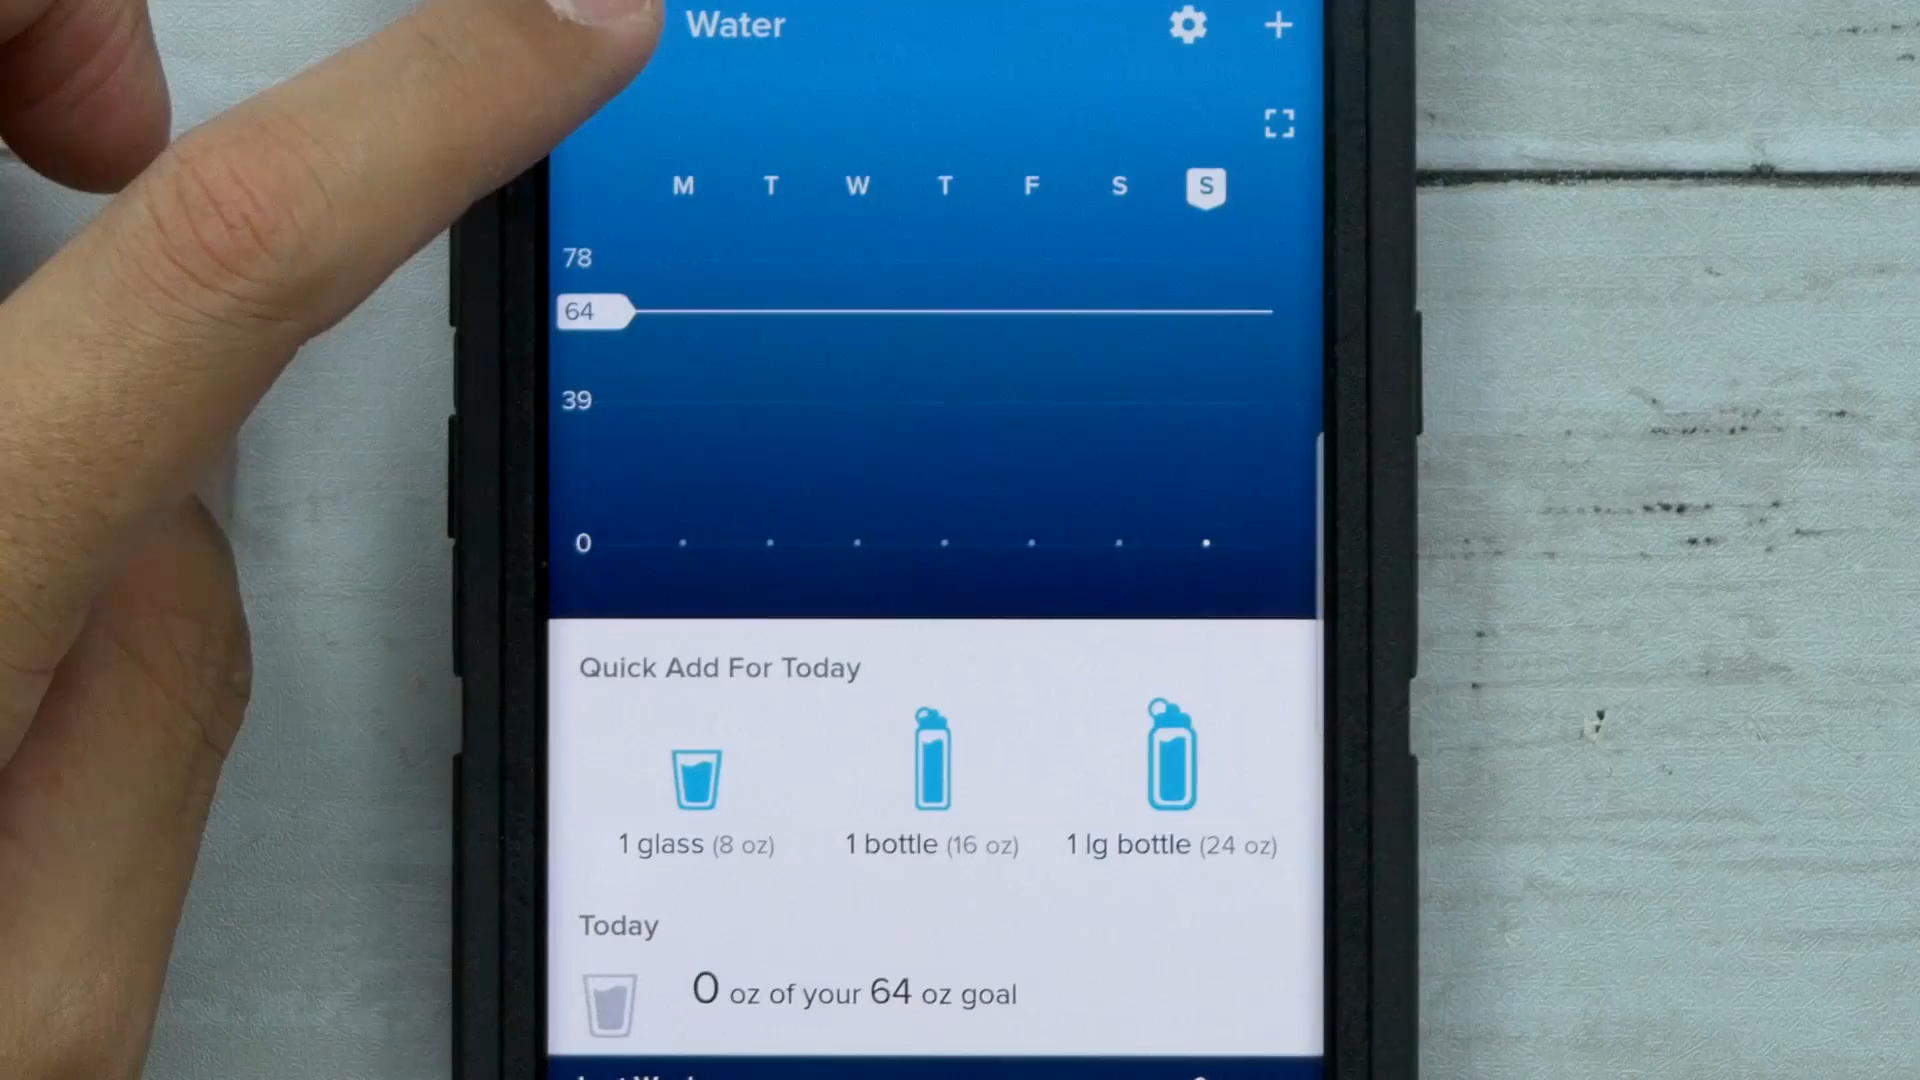 Water
M T W T F S S
78
64
39
0
Quick Add For Today
1 glass (8 oz) 1 bottle (16 oz) 1 lg bottle (24 oz)
Today
0 oz of your 64 oz goal